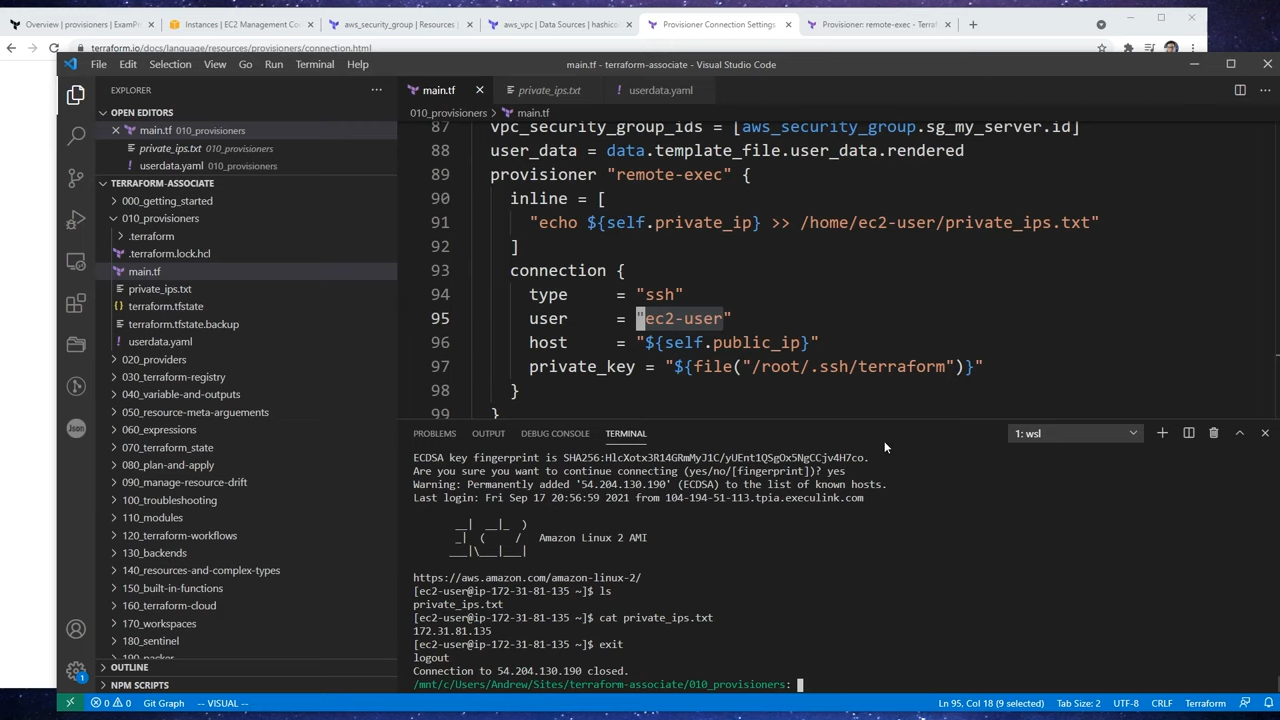 Overview | provisioners | ExamPro
Instances | EC2 Management Con
aws_security_group | Resources |
aws_vpc | Data Sources | hashico
Provisioner Connection Settings
Provisioner: remote-exec - Terraf
terraform.io/docs/language/resources/provisioners/connection.html
File Edit Selection View Go Run Terminal Help
main.tf - terraform-associate - Visual Studio Code
EXPLORER
OPEN EDITORS
main.tf 010_provisioners
private_ips.txt 010_provisioners
userdata.yaml 010_provisioners
TERRAFORM-ASSOCIATE
000_getting_started
010_provisioners
.terraform
.terraform.lock.hcl
main.tf
private_ips.txt
terraform.tfstate
terraform.tfstate.backup
userdata.yaml
020_providers
030_terraform-registry
040_variable-and-outputs
050_resource-meta-arguments
060_expressions
070_terraform_state
080_plan-and-apply
090_manage-resource-drift
100_troubleshooting
110_modules
120_terraform-workflows
130_backends
140_resources-and-complex-types
150_built-in-functions
160_terraform-cloud
170_workspaces
180_sentinel
190_packer
OUTLINE
NPM SCRIPTS
main.tf private_ips.txt userdata.yaml
010_provisioners > main.tf
87 vpc_security_group_ids = [aws_security_group.sg_my_server.id]
88 user_data = data.template_file.user_data.rendered
89 provisioner "remote-exec" {
90 inline = [
91 "echo ${self.private_ip} >> /home/ec2-user/private_ips.txt"
92 ]
93 connection {
94 type = "ssh"
95 user = "ec2-user"
96 host = "${self.public_ip}"
97 private_key = "${file("/root/.ssh/terraform")}"
98 }
99 }
PROBLEMS OUTPUT DEBUG CONSOLE TERMINAL 1: wsl
ECDSA key fingerprint is SHA256:HlcXotx3R14GRmMyJ1C/yUEnt1QSgOx5NgCCjv4H7co.
Are you sure you want to continue connecting (yes/no/[fingerprint])? yes
Warning: Permanently added '54.204.130.190' (ECDSA) to the list of known hosts.
Last login: Fri Sep 17 20:56:59 2021 from 104-194-51-113.tpia.execulink.com
__| __|_ )
_| ( / Amazon Linux 2 AMI
___|\___|___|
https://aws.amazon.com/amazon-linux-2/
[ec2-user@ip-172-31-81-135 ~]$ ls
private_ips.txt
[ec2-user@ip-172-31-81-135 ~]$ cat private_ips.txt
172.31.81.135
[ec2-user@ip-172-31-81-135 ~]$ exit
logout
Connection to 54.204.130.190 closed.
/mnt/c/Users/Andrew/Sites/terraform-associate/010_provisioners:
0 0 Git Graph -- VISUAL -- Ln 95, Col 18 (9 selected) Tab Size: 2 UTF-8 CRLF Terraform